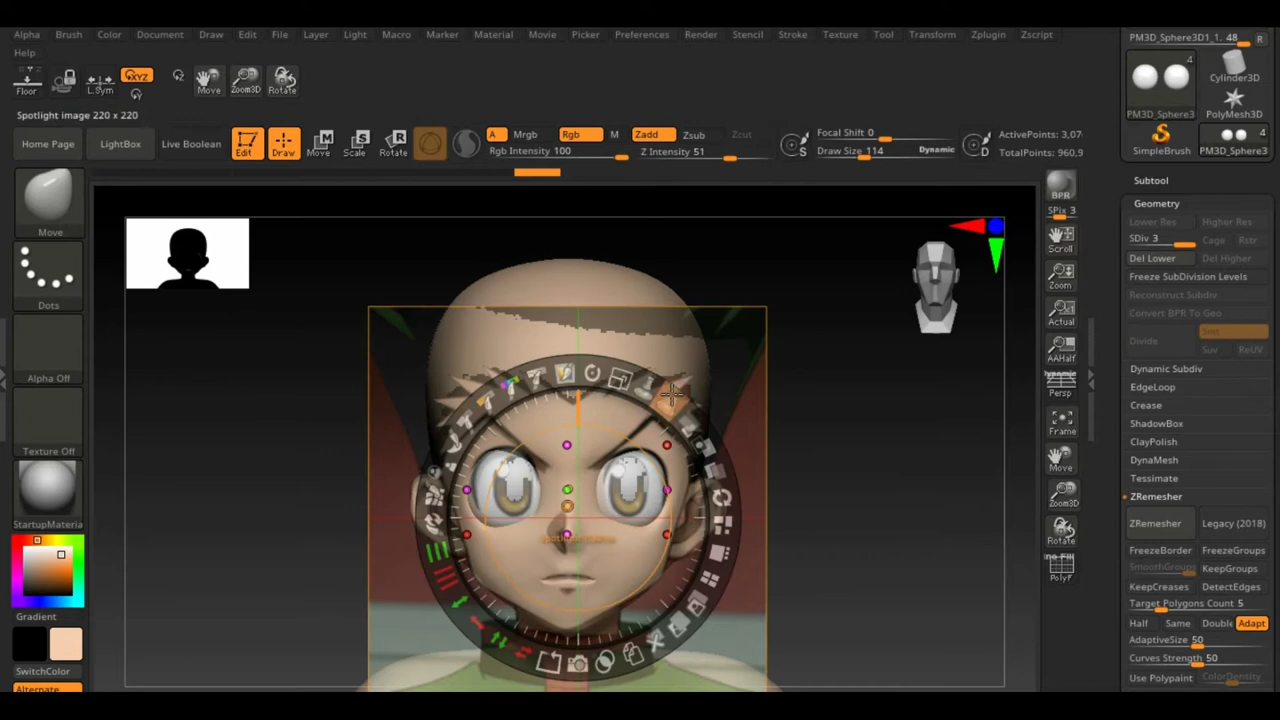 Alpha Brush Color Document Draw Edit File Layer Light Macro Marker Material Movie Picker Preferences Render Stencil Stroke Texture Tool Transform Zplugin Zscript
Help
Floor L.Sym XYZ Move Zoom3D Rotate
Spotlight image 220 x 220
Home Page LightBox Live Boolean Edit Draw Move Scale Rotate
A Mrgb Rgb M Zadd Zsub Zcut
Rgb Intensity 100 Z Intensity 51
S Focal Shift 0
Draw Size 114 Dynamic
D ActivePoints: 3,07
TotalPoints: 960,9
Move
Dots
Alpha Off
Texture Off
StartupMateria
Gradient
SwitchColor
Alternate
BPR
SPix 3
Scroll
Zoom
Actual
AAHalf
Dynamic
Persp
Frame
Move
Zoom3D
Rotate
PolyF
PM3D_Sphere3D1_1. 48 R
4
Cylinder3D
PM3D_Sphere3 PolyMesh3D
4
SimpleBrush PM3D_Sphere3
Subtool
Geometry
Lower Res Higher Res
SDiv 3 Cage Rstr
Del Lower Del Higher
Freeze SubDivision Levels
Reconstruct Subdiv
Convert BPR To Geo
Divide Smt
Suv ReUV
Dynamic Subdiv
EdgeLoop
Crease
ShadowBox
ClayPolish
DynaMesh
Tessimate
ZRemesher
ZRemesher Legacy (2018)
FreezeBorder FreezeGroups
SmoothGroups KeepGroups
KeepCreases DetectEdges
Target Polygons Count 5
Half Same Double Adapt
AdaptiveSize 50
Curves Strength 50
Use Polypaint ColorDensity